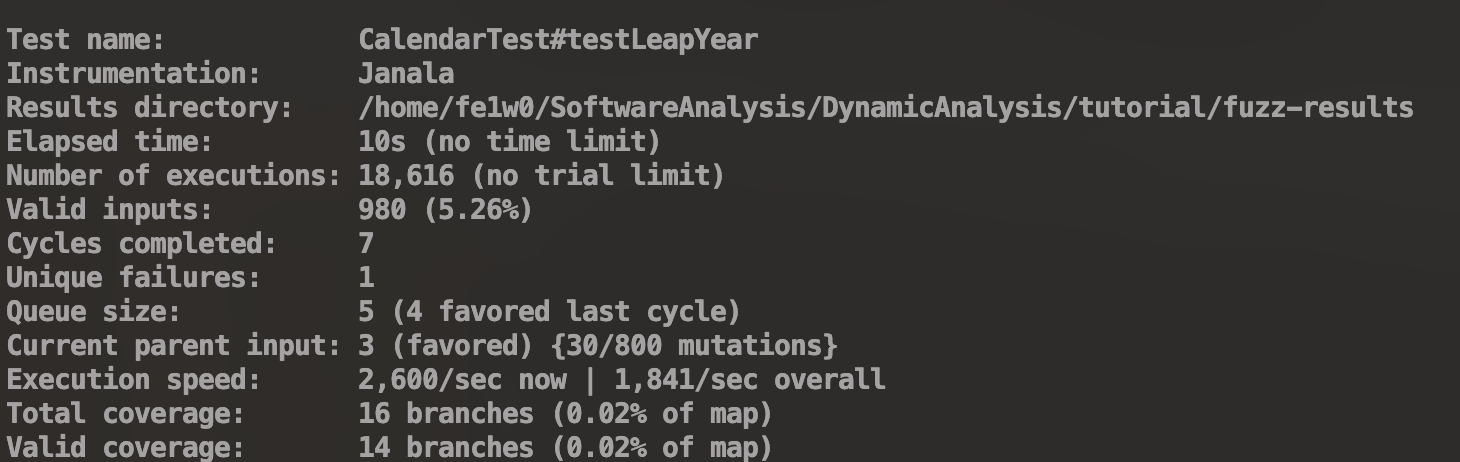 Test name: CalendarTest#testLeapYear
Instrumentation: Janala
Results directory: /home/fe1w0/SoftwareAnalysis/DynamicAnalysis/tutorial/fuzz-results
Elapsed time: 10s (no time limit)
Number of executions: 18,616 (no trial limit)
Valid inputs: 980 (5.26%)
Cycles completed: 7
Unique failures: 1
Queue size: 5 (4 favored last cycle)
Current parent input: 3 (favored) {30/800 mutations}
Execution speed: 2,600/sec now | 1,841/sec overall
Total coverage: 16 branches (0.02% of map)
Valid coverage: 14 branches (0.02% of map)